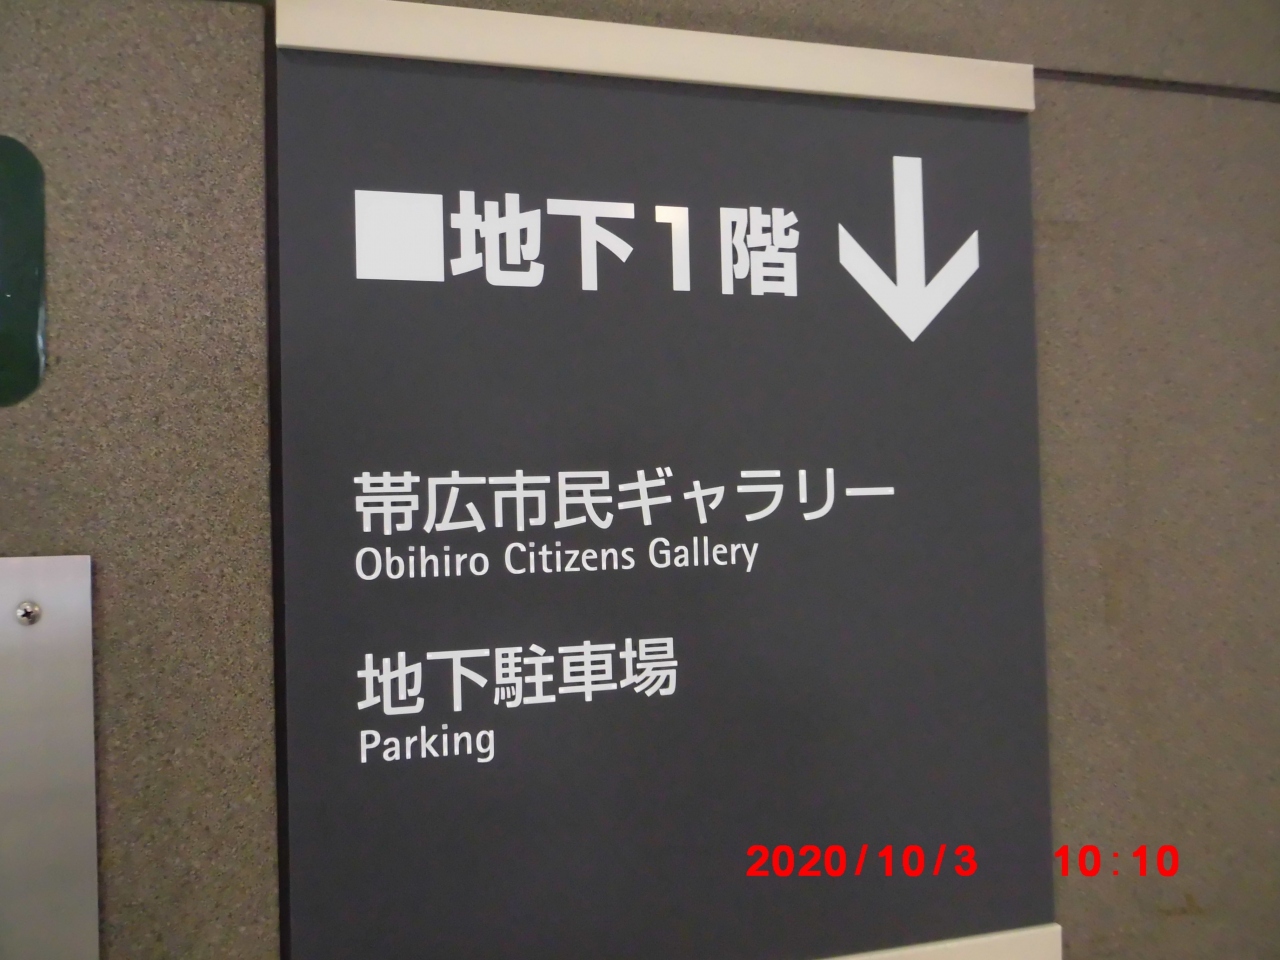 ■地下1階 ↓
帯広市民ギャラリー
Obihiro Citizens Gallery
地下駐車場
Parking
2020/10/3 10:10